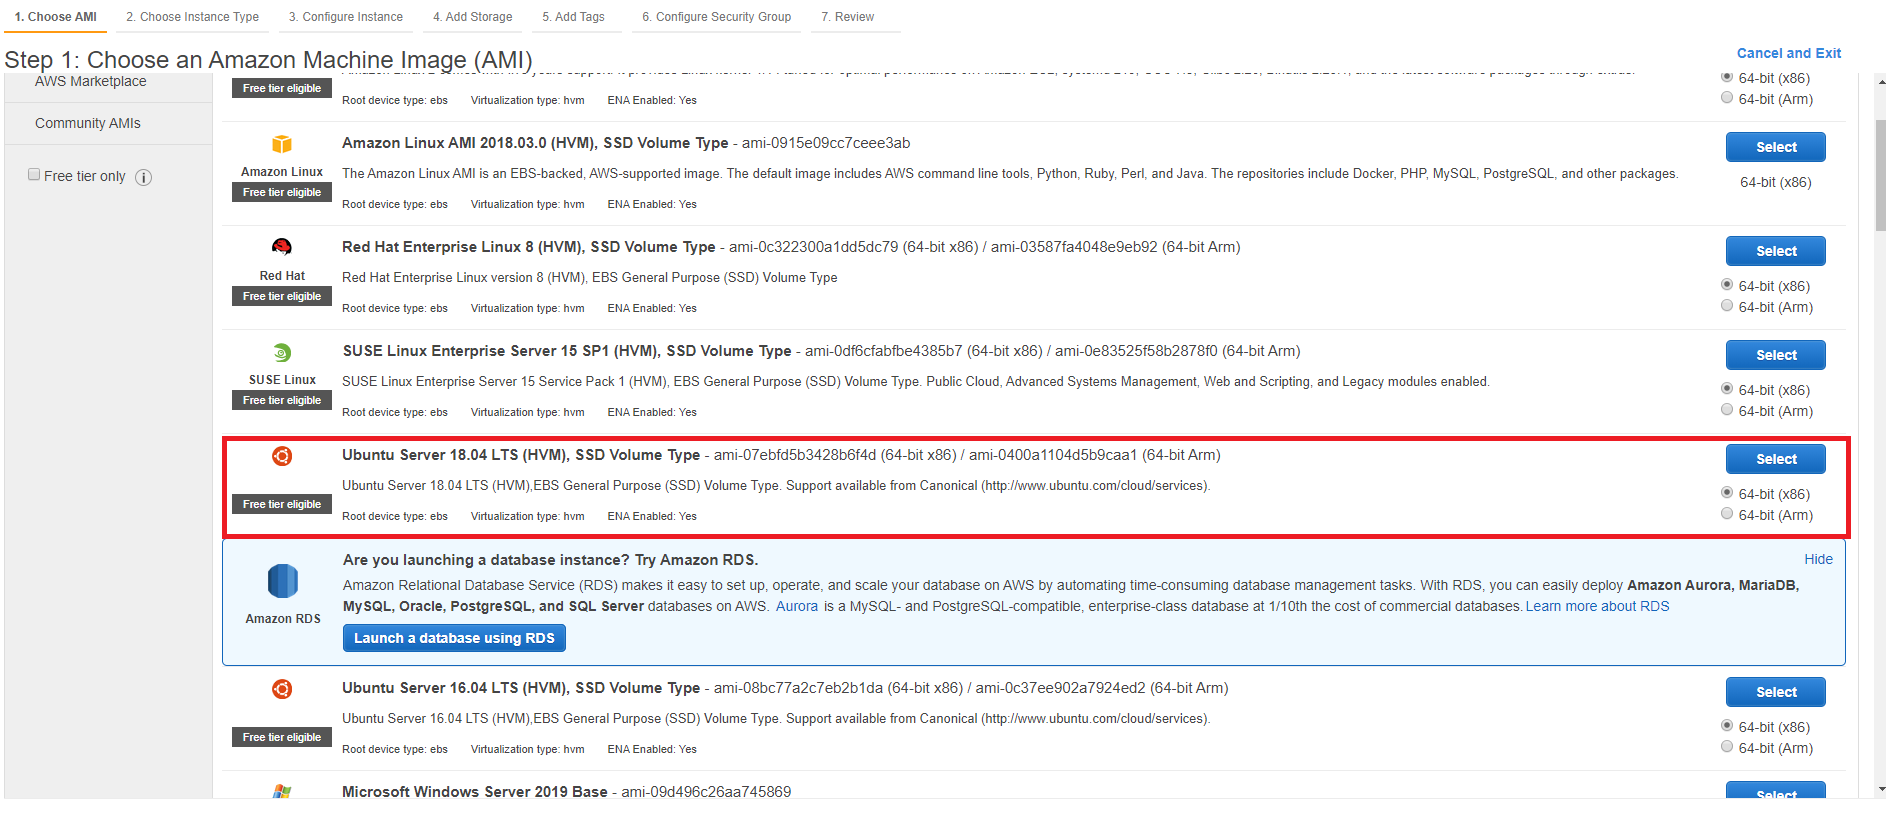 1. Choose AMI 2. Choose Instance Type 3. Configure Instance 4. Add Storage 5. Add Tags 6. Configure Security Group 7. Review
Step 1: Choose an Amazon Machine Image (AMI)
Cancel and Exit
AWS Marketplace
Community AMIs
Free tier only
Free tier eligible
Root device type: ebs Virtualization type: hvm ENA Enabled: Yes
64-bit (x86)
64-bit (Arm)
Amazon Linux
Free tier eligible
Amazon Linux AMI 2018.03.0 (HVM), SSD Volume Type - ami-0915e09cc7ceee3ab
The Amazon Linux AMI is an EBS-backed, AWS-supported image. The default image includes AWS command line tools, Python, Ruby, Perl, and Java. The repositories include Docker, PHP, MySQL, PostgreSQL, and other packages.
Root device type: ebs Virtualization type: hvm ENA Enabled: Yes
Select
64-bit (x86)
Red Hat
Free tier eligible
Red Hat Enterprise Linux 8 (HVM), SSD Volume Type - ami-0c322300a1dd5dc79 (64-bit x86) / ami-03587fa4048e9eb92 (64-bit Arm)
Red Hat Enterprise Linux version 8 (HVM), EBS General Purpose (SSD) Volume Type
Root device type: ebs Virtualization type: hvm ENA Enabled: Yes
Select
64-bit (x86)
64-bit (Arm)
SUSE Linux
Free tier eligible
SUSE Linux Enterprise Server 15 SP1 (HVM), SSD Volume Type - ami-0df6cfabfbe4385b7 (64-bit x86) / ami-0e83525f58b2878f0 (64-bit Arm)
SUSE Linux Enterprise Server 15 Service Pack 1 (HVM), EBS General Purpose (SSD) Volume Type. Public Cloud, Advanced Systems Management, Web and Scripting, and Legacy modules enabled.
Root device type: ebs Virtualization type: hvm ENA Enabled: Yes
Select
64-bit (x86)
64-bit (Arm)
Free tier eligible
Ubuntu Server 18.04 LTS (HVM), SSD Volume Type - ami-07ebfd5b3428b6f4d (64-bit x86) / ami-0400a1104d5b9caa1 (64-bit Arm)
Ubuntu Server 18.04 LTS (HVM),EBS General Purpose (SSD) Volume Type. Support available from Canonical (http://www.ubuntu.com/cloud/services).
Root device type: ebs Virtualization type: hvm ENA Enabled: Yes
Select
64-bit (x86)
64-bit (Arm)
Amazon RDS
Are you launching a database instance? Try Amazon RDS.
Hide
Amazon Relational Database Service (RDS) makes it easy to set up, operate, and scale your database on AWS by automating time-consuming database management tasks. With RDS, you can easily deploy Amazon Aurora, MariaDB,
MySQL, Oracle, PostgreSQL, and SQL Server databases on AWS. Aurora is a MySQL- and PostgreSQL-compatible, enterprise-class database at 1/10th the cost of commercial databases. Learn more about RDS
Launch a database using RDS
Free tier eligible
Ubuntu Server 16.04 LTS (HVM), SSD Volume Type - ami-08bc77a2c7eb2b1da (64-bit x86) / ami-0c37ee902a7924ed2 (64-bit Arm)
Ubuntu Server 16.04 LTS (HVM),EBS General Purpose (SSD) Volume Type. Support available from Canonical (http://www.ubuntu.com/cloud/services).
Root device type: ebs Virtualization type: hvm ENA Enabled: Yes
Select
64-bit (x86)
64-bit (Arm)
Microsoft Windows Server 2019 Base - ami-09d496c26aa745869
Select